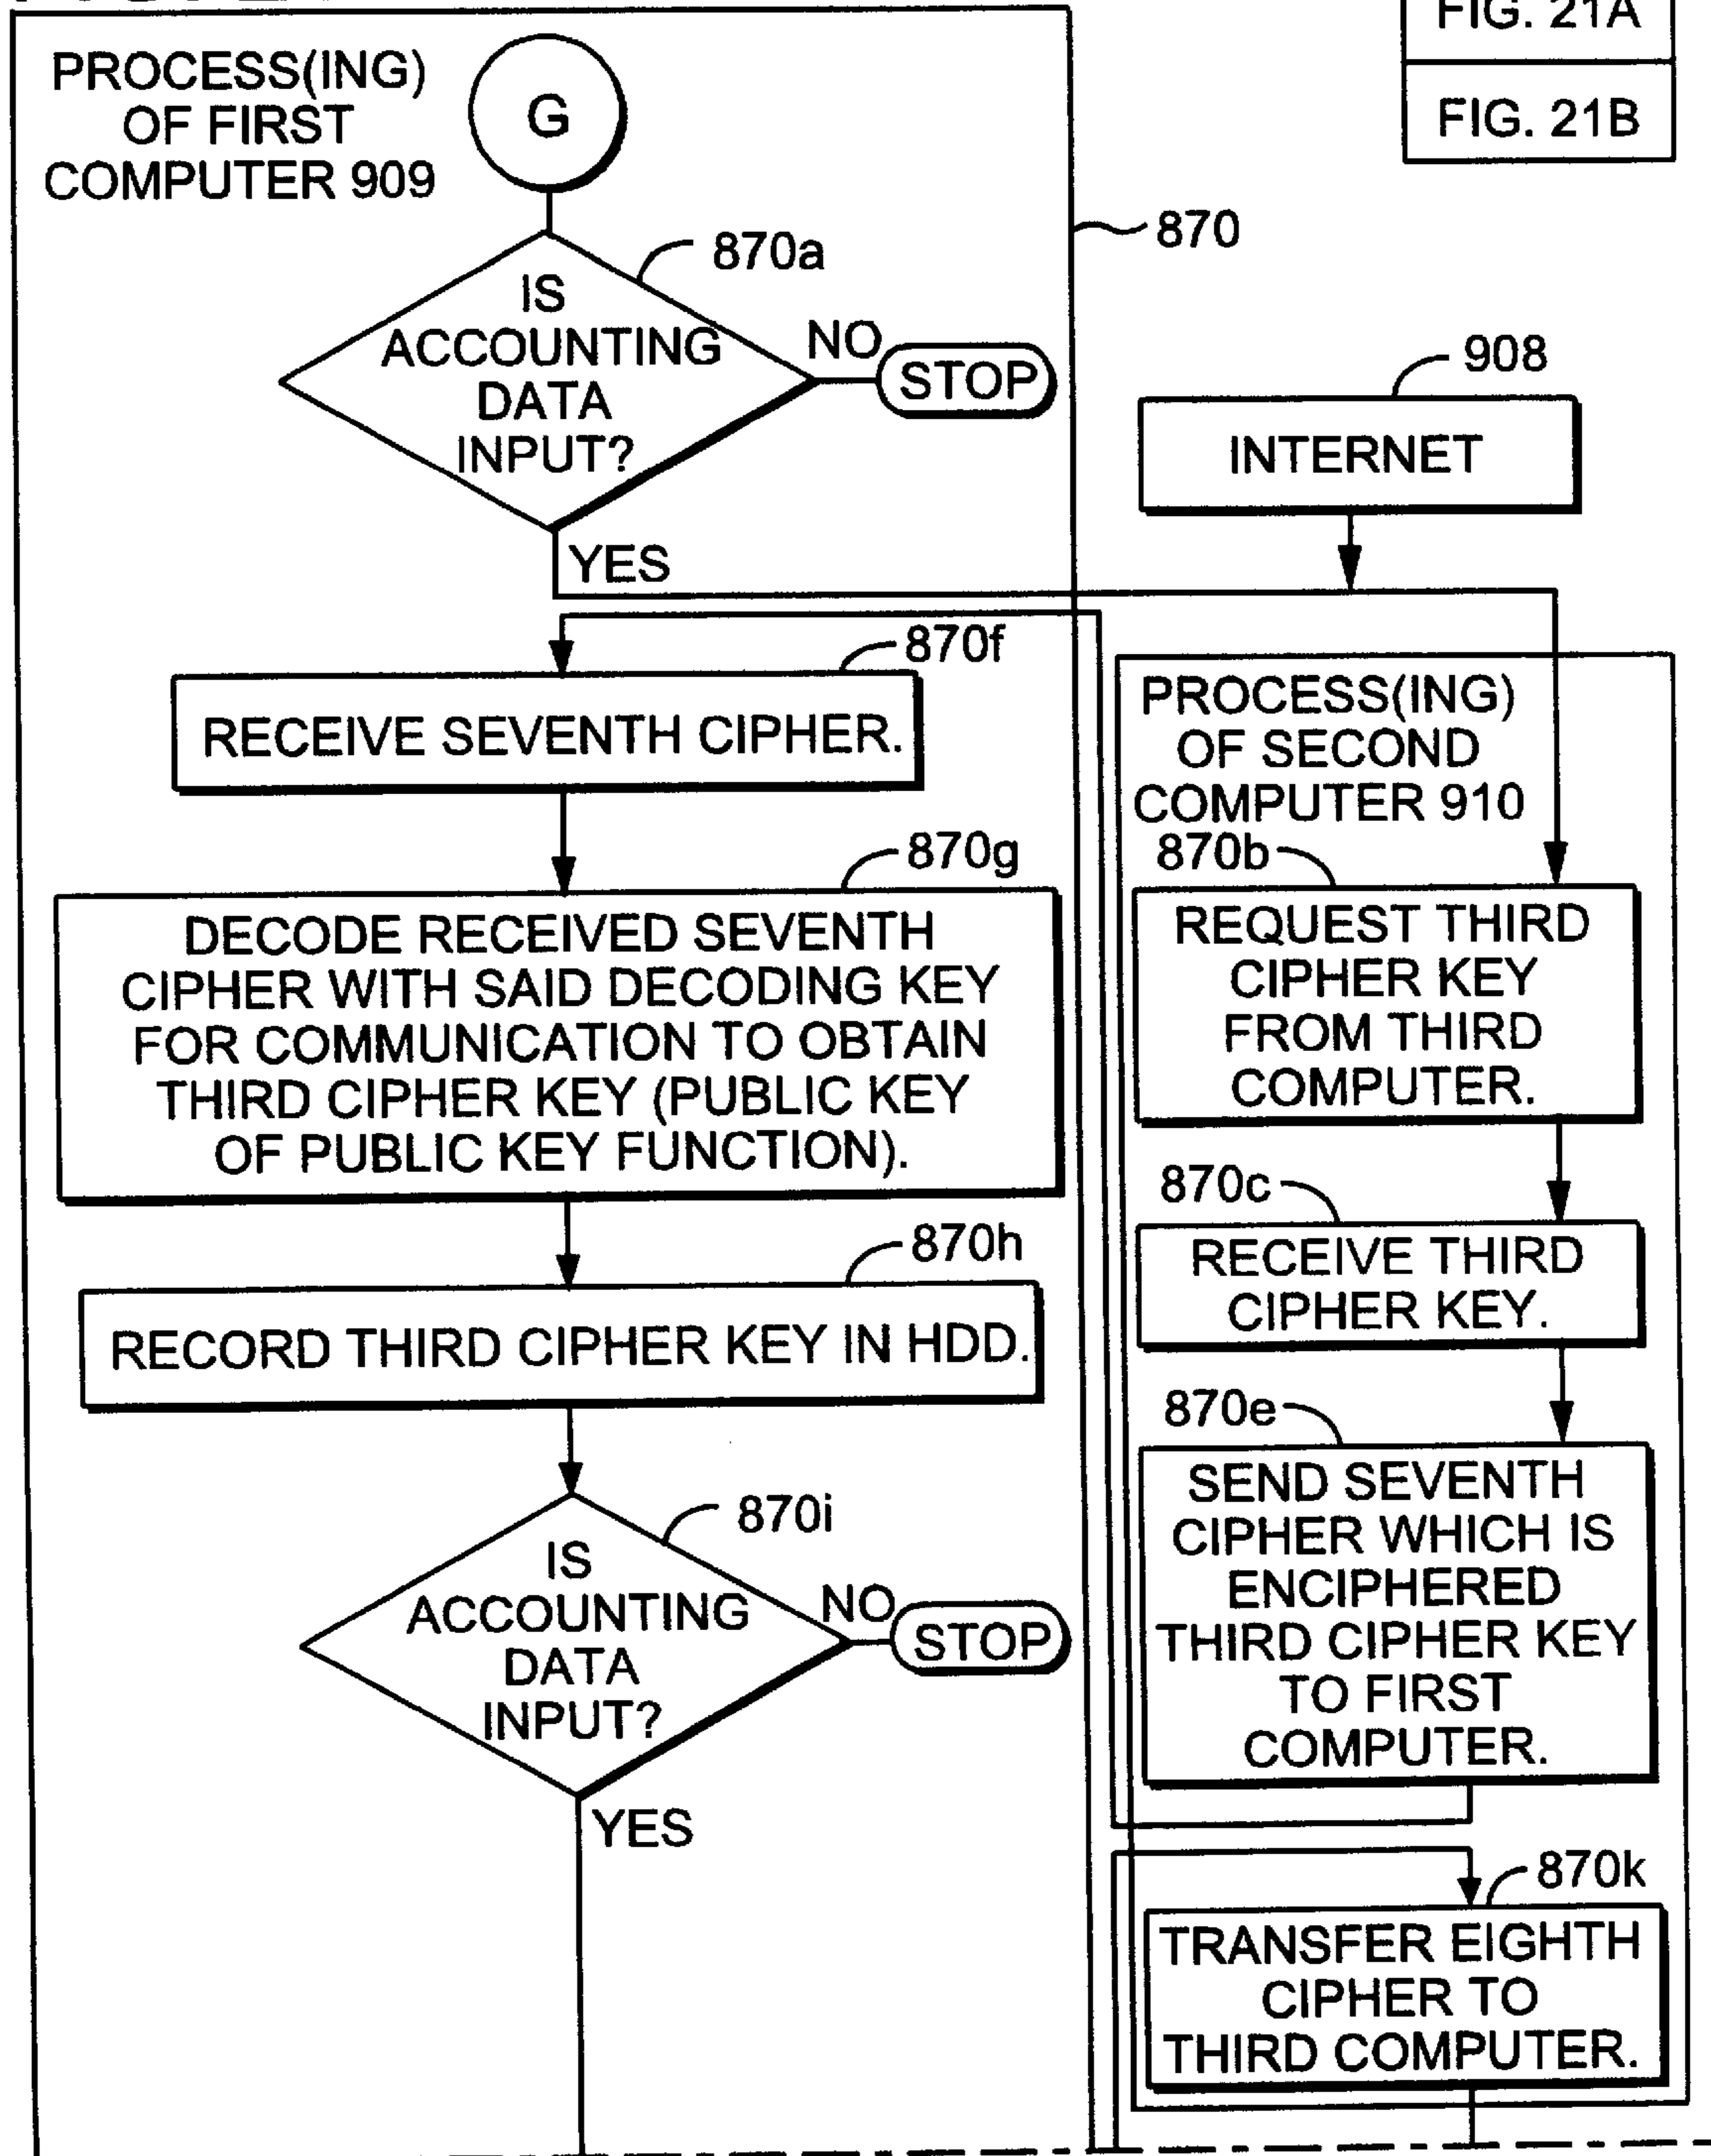 FIG. 21A
FIG. 21B
PROCESS(ING)
OF FIRST
COMPUTER 909
G
870
870a
IS
ACCOUNTING
DATA
INPUT?
NO
STOP
YES
908
INTERNET
870f
RECEIVE SEVENTH CIPHER.
870g
DECODE RECEIVED SEVENTH
CIPHER WITH SAID DECODING KEY
FOR COMMUNICATION TO OBTAIN
THIRD CIPHER KEY (PUBLIC KEY
OF PUBLIC KEY FUNCTION).
870h
RECORD THIRD CIPHER KEY IN HDD.
870i
IS
ACCOUNTING
DATA
INPUT?
NO
STOP
YES
PROCESS(ING)
OF SECOND
COMPUTER 910
870b
REQUEST THIRD
CIPHER KEY
FROM THIRD
COMPUTER.
870c
RECEIVE THIRD
CIPHER KEY.
870e
SEND SEVENTH
CIPHER WHICH IS
ENCIPHERED
THIRD CIPHER KEY
TO FIRST
COMPUTER.
870k
TRANSFER EIGHTH
CIPHER TO
THIRD COMPUTER.